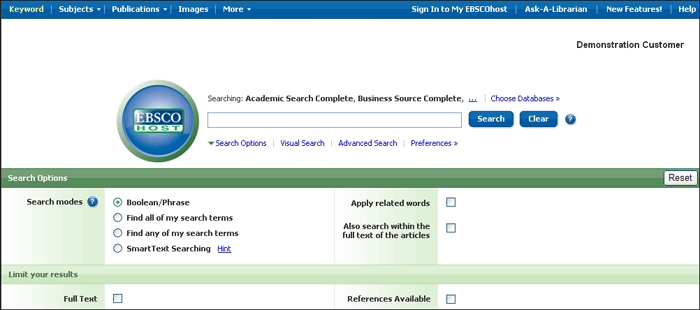 Keyword | Subjects | Publications | Images | More | Sign In to My EBSCOhost | Ask-A-Librarian | New Features! | Help
Demonstration Customer
Searching: Academic Search Complete, Business Source Complete, ... | Choose Databases »
EBSCO
HOST
Search Clear ?
Search Options | Visual Search | Advanced Search | Preferences »
Search Options Reset
Search modes ? Boolean/Phrase
Find all of my search terms
Find any of my search terms
SmartText Searching Hint
Apply related words
Also search within the
full text of the articles
Limit your results
Full Text References Available